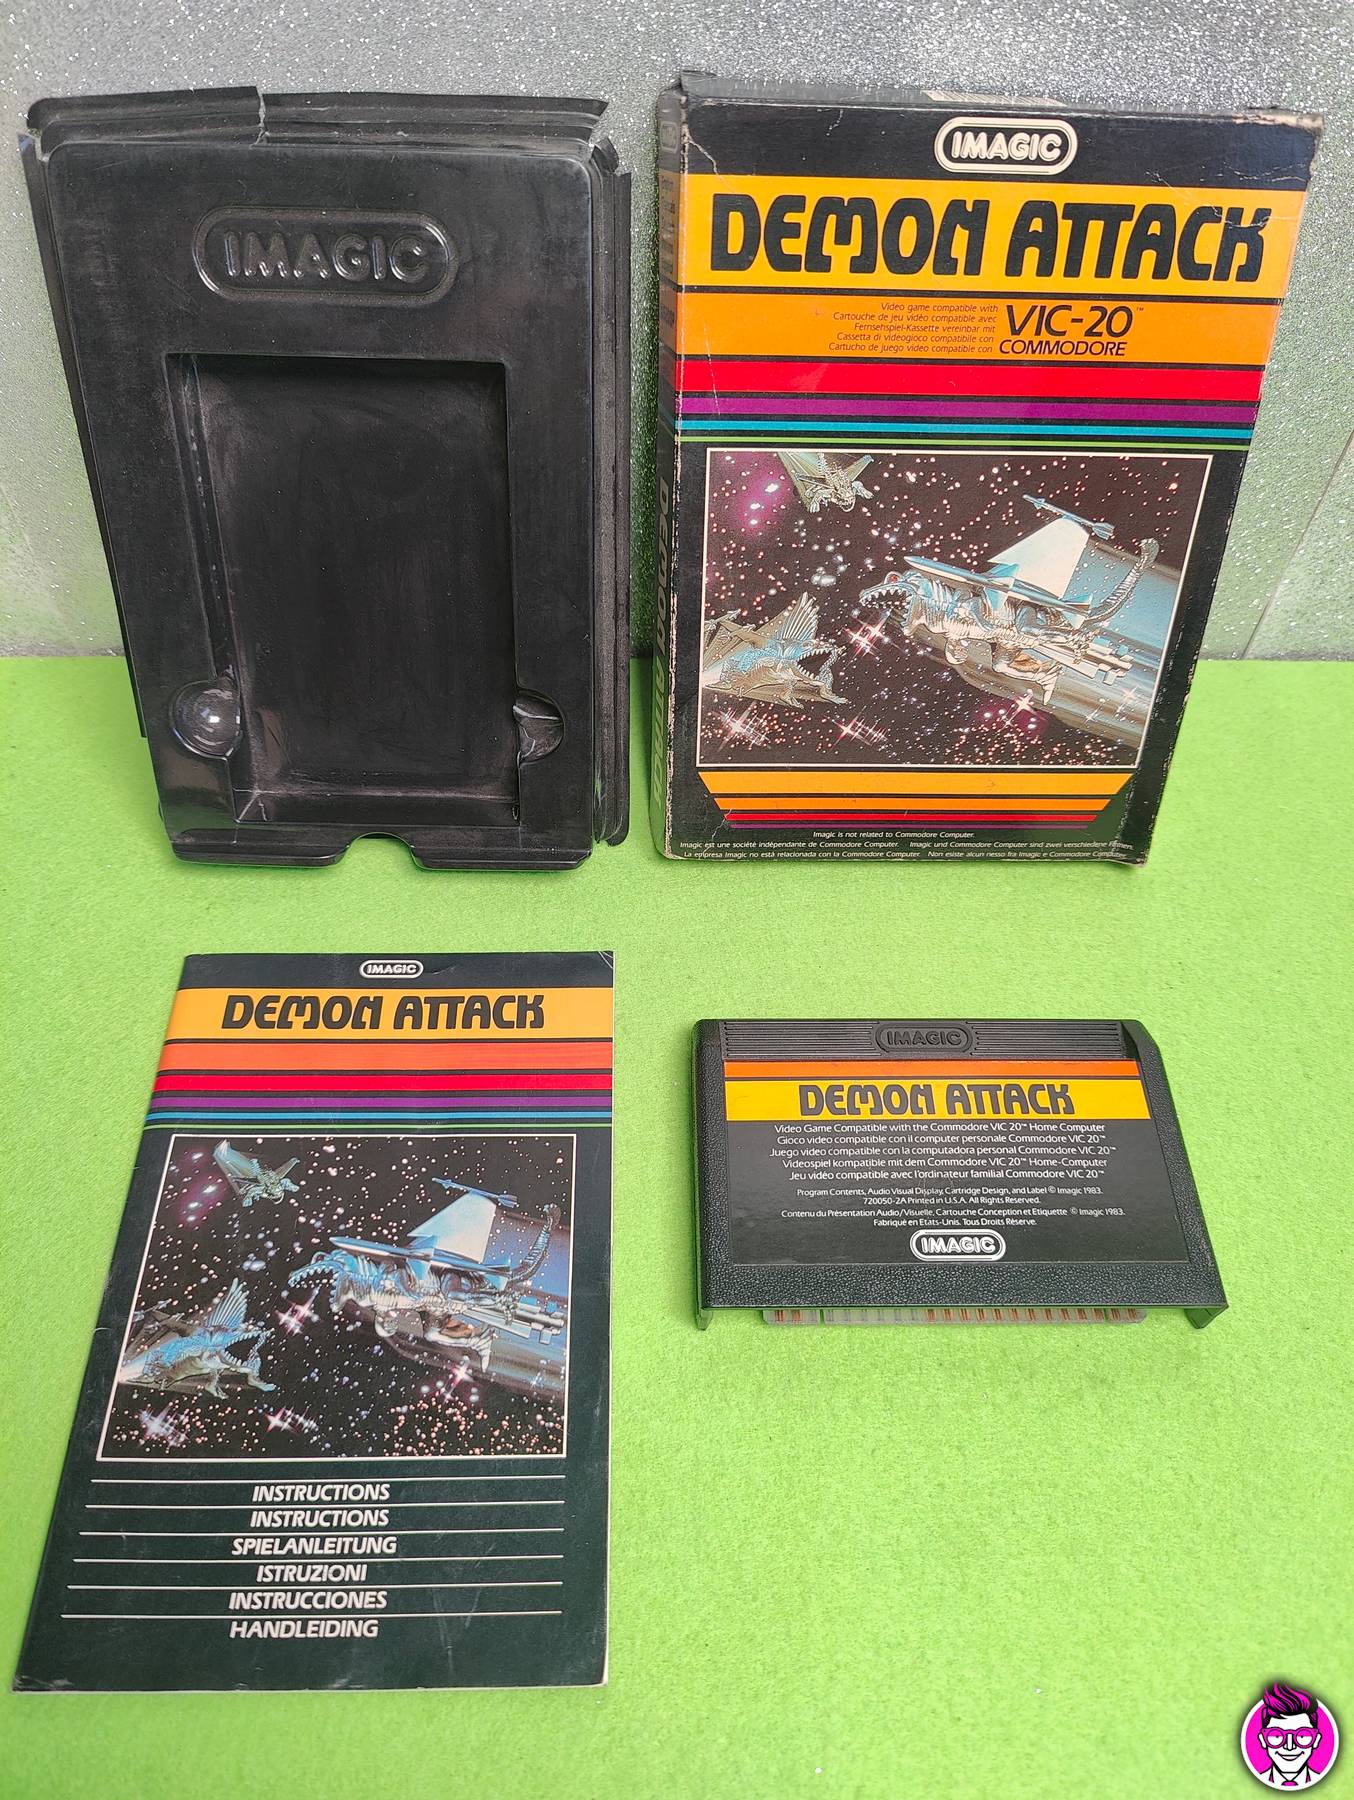 IMAGIC
IMAGIC
DEMON ATTACK
Video game compatible with
Cartouche de jeu vidéo compatible avec
Fernsehspiel-Kassette vereinbar mit
Cassetta di videogioco compatibile con
Cartucho de juego video compatible con
VIC-20™
COMMODORE
DEMON ATTACK
Imagic is not related to Commodore Computer.
Imagic est une société indépendante de Commodore Computer. Imagic und Commodore Computer sind zwei verschiedene Firmen.
La empresa Imagic no está relacionada con la Commodore Computer. Non existe alcun nesso fra Imagic e Commodore Computer.
IMAGIC
DEMON ATTACK
INSTRUCTIONS
INSTRUCTIONS
SPIELANLEITUNG
ISTRUZIONI
INSTRUCCIONES
HANDLEIDING
IMAGIC
DEMON ATTACK
Video Game Compatible with the Commodore VIC 20™ Home Computer
Gioco video compatibile con il computer personale Commodore VIC 20™
Juego video compatible con la computadora personal Commodore VIC 20™
Videospiel kompatible mit dem Commodore VIC 20™ Home-Computer
Jeu vidéo compatible avec l'ordinateur familial Commodore VIC 20™
Program Contents, Audio Visual Display, Cartridge Design, and Label © Imagic 1983.
720050-2A Printed in U.S.A. All Rights Reserved.
Contenu du Présentation Audio/Visuelle, Cartouche Conception et Etiquette © Imagic 1983.
Fabriqué en Etats-Unis. Tous Droits Réserve.
IMAGIC